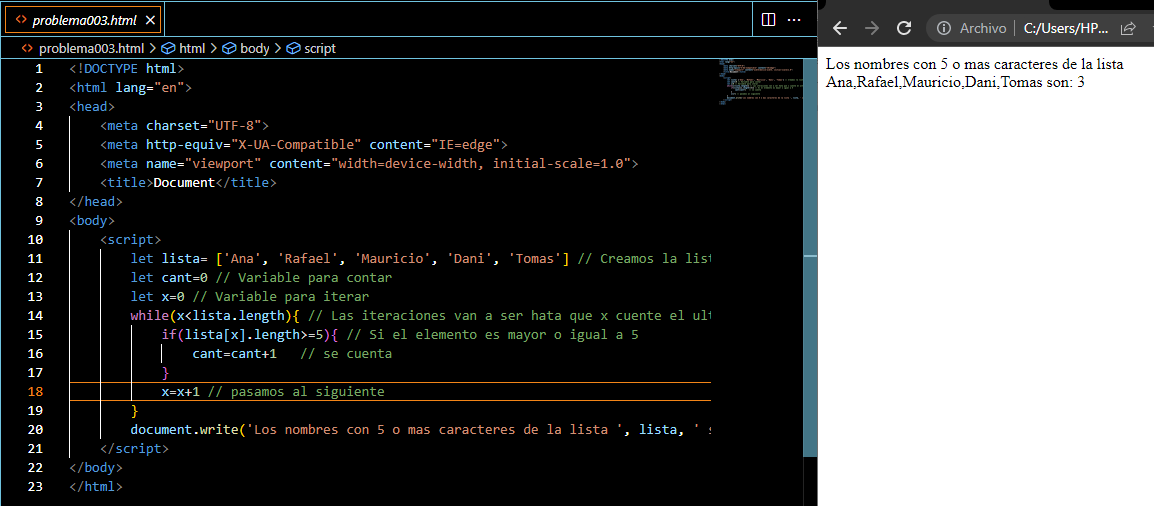 problema003.html
problema003.html > html > body > script
1 <!DOCTYPE html>
2 <html lang="en">
3 <head>
4 <meta charset="UTF-8">
5 <meta http-equiv="X-UA-Compatible" content="IE=edge">
6 <meta name="viewport" content="width=device-width, initial-scale=1.0">
7 <title>Document</title>
8 </head>
9 <body>
10 <script>
11 let lista= ['Ana', 'Rafael', 'Mauricio', 'Dani', 'Tomas'] // Creamos la list
12 let cant=0 // Variable para contar
13 let x=0 // Variable para iterar
14 while(x<lista.length){ // Las iteraciones van a ser hata que x cuente el ult
15 if(lista[x].length>=5){ // Si el elemento es mayor o igual a 5
16 cant=cant+1 // se cuenta
17 }
18 x=x+1 // pasamos al siguiente
19 }
20 document.write('Los nombres con 5 o mas caracteres de la lista ', lista, ' s
21 </script>
22 </body>
23 </html>
Archivo | C:/Users/HP...
Los nombres con 5 o mas caracteres de la lista
Ana,Rafael,Mauricio,Dani,Tomas son: 3